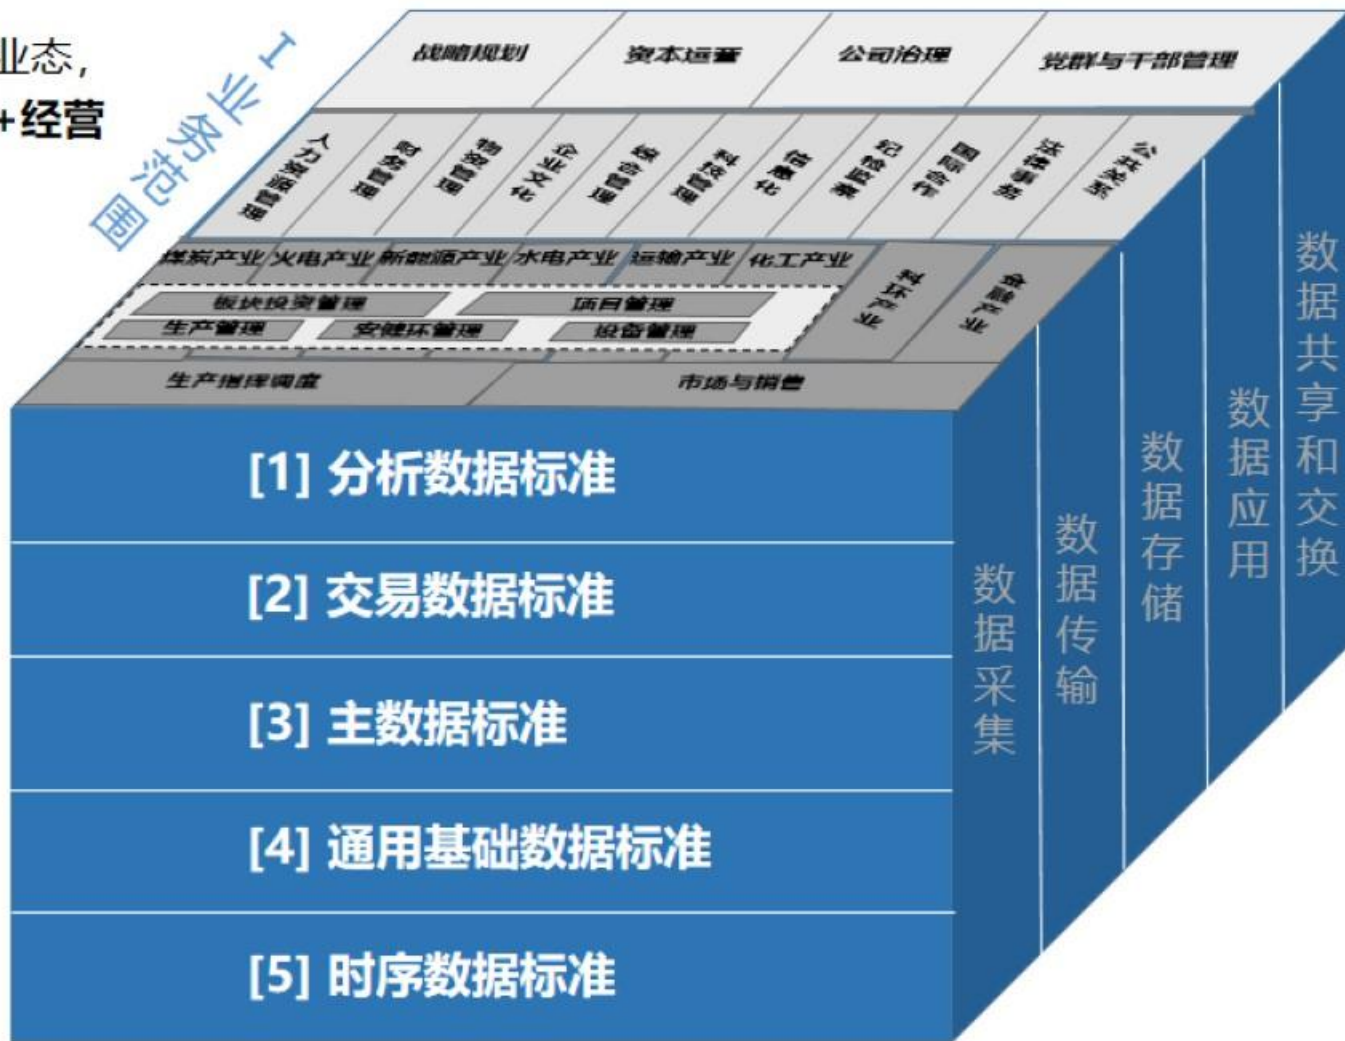 业态，
+经营
I 业务范围
战略规划 资本运营 公司治理 党群与干部管理
人力资源管理 财务管理 物资管理 企业文化 综合管理 科技管理 信息化 纪检监察 国际合作 法律事务 公共关系
煤炭产业 火电产业 新能源产业 水电产业 运输产业 化工产业 科环产业 金融产业
板块投资管理 项目管理
生产管理 安健环管理 设备管理
生产指挥调度 市场与销售
[1] 分析数据标准
[2] 交易数据标准
[3] 主数据标准
[4] 通用基础数据标准
[5] 时序数据标准
数据采集
数据传输
数据存储
数据应用
数据共享和交换